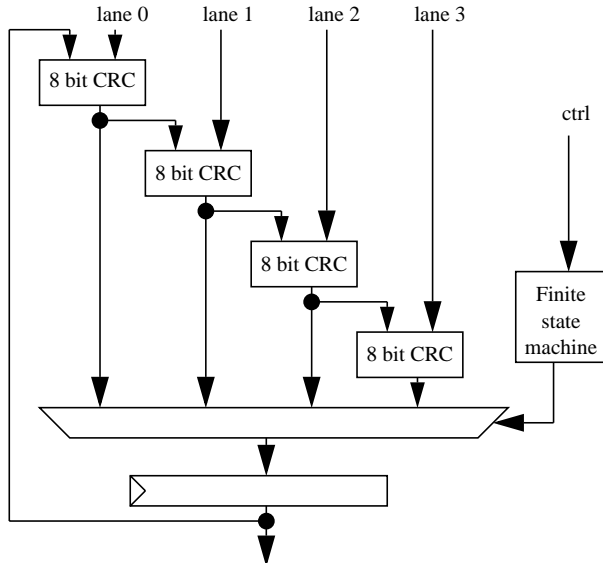 lane 0
lane 1
lane 2
lane 3
8 bit CRC
ctrl
8 bit CRC
8 bit CRC
Finite
state
machine
8 bit CRC